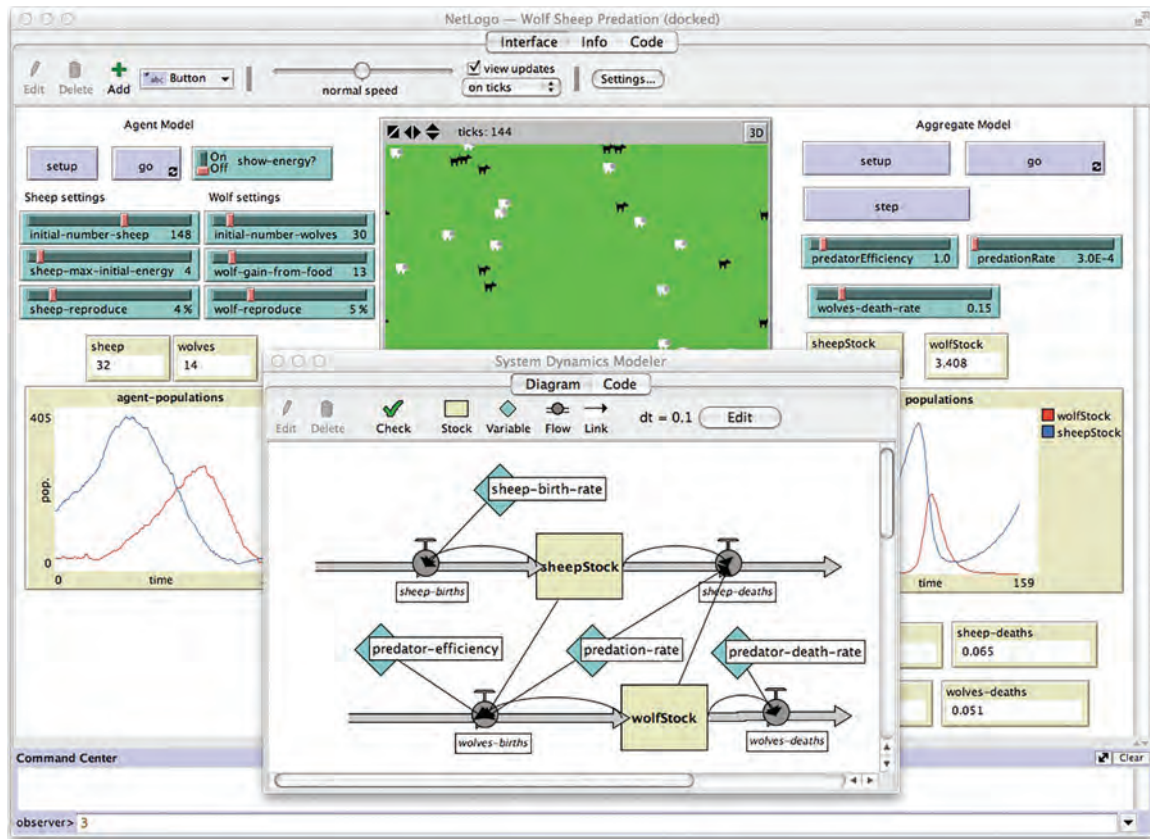 NetLogo — Wolf Sheep Predation (docked)
Interface Info Code
Edit Delete Add abc Button normal speed view updates on ticks Settings...
Agent Model
ticks: 144 3D
Aggregate Model
setup go On Off show-energy?
setup go
step
Sheep settings Wolf settings
initial-number-sheep 148 initial-number-wolves 30
sheep-max-initial-energy 4 wolf-gain-from-food 13
sheep-reproduce 4 % wolf-reproduce 5 %
predatorEfficiency 1.0 predationRate 3.0E-4
wolves-death-rate 0.15
sheep wolves
32 14
sheepStock wolfStock
3.408
agent-populations
405
pop.
0
0 time
populations
wolfStock
sheepStock
time 159
System Dynamics Modeler
Diagram Code
Edit Delete Check Stock Variable Flow Link dt = 0.1 Edit
sheep-birth-rate
sheepStock
sheep-births sheep-deaths
predator-efficiency predation-rate predator-death-rate
wolfStock
wolves-births wolves-deaths
sheep-deaths
0.065
wolves-deaths
0.051
Command Center Clear
observer> 3